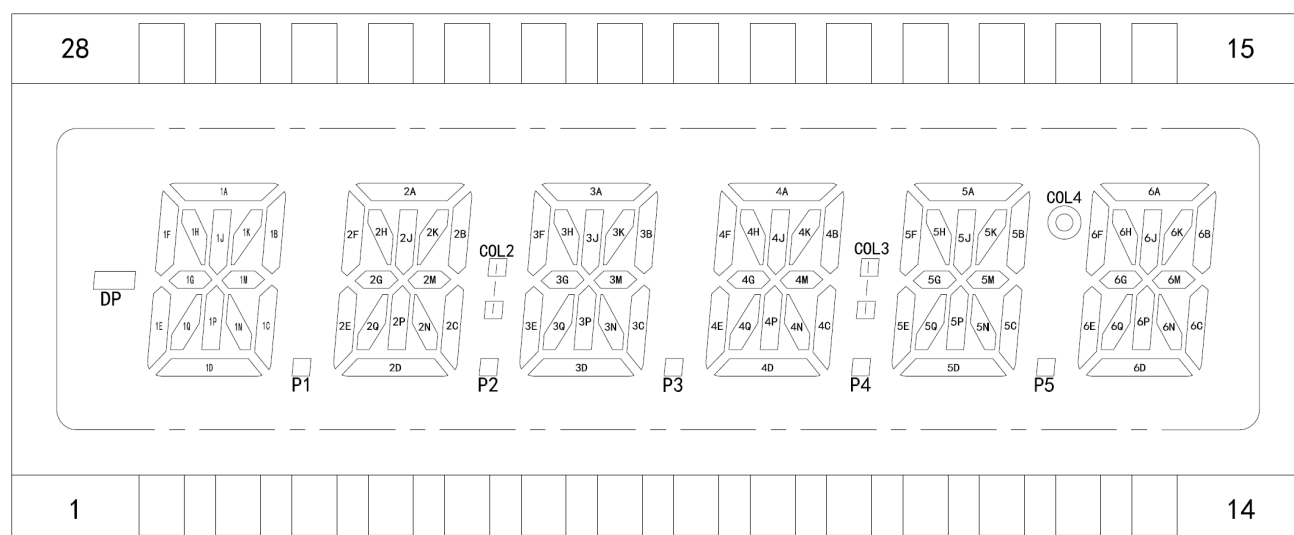 28 15
1A 2A 3A 4A 5A 6A
COL4
1F 1H 1J 1K 1B 2F 2H 2J 2K 2B 3F 3H 3J 3K 3B 4F 4H 4J 4K 4B 5F 5H 5J 5K 5B 6F 6H 6J 6K 6B
COL2 COL3
1G 1M 2G 2M 3G 3M 4G 4M 5G 5M 6G 6M
DP
1E 1Q 1P 1N 1C 2E 2Q 2P 2N 2C 3E 3Q 3P 3N 3C 4E 4Q 4P 4N 4C 5E 5Q 5P 5N 5C 6E 6Q 6P 6N 6C
1D 2D 3D 4D 5D 6D
P1 P2 P3 P4 P5
1 14